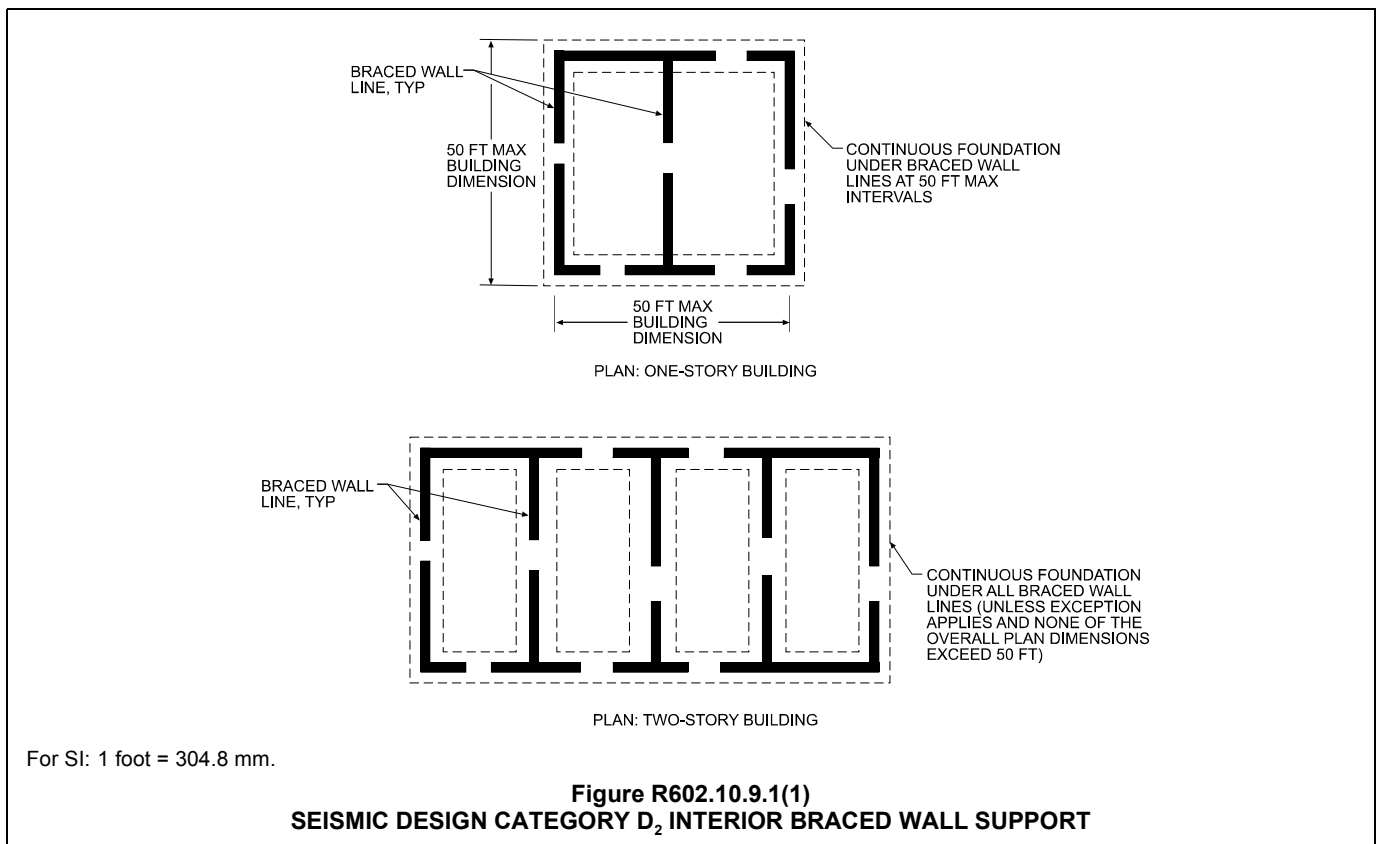 BRACED WALL
LINE, TYP
50 FT MAX
BUILDING
DIMENSION
CONTINUOUS FOUNDATION
UNDER BRACED WALL
LINES AT 50 FT MAX
INTERVALS
50 FT MAX
BUILDING
DIMENSION
PLAN: ONE-STORY BUILDING
BRACED WALL
LINE, TYP
CONTINUOUS FOUNDATION
UNDER ALL BRACED WALL
LINES (UNLESS EXCEPTION
APPLIES AND NONE OF THE
OVERALL PLAN DIMENSIONS
EXCEED 50 FT)
PLAN: TWO-STORY BUILDING
For SI: 1 foot = 304.8 mm.
Figure R602.10.9.1(1)
SEISMIC DESIGN CATEGORY D₂ INTERIOR BRACED WALL SUPPORT